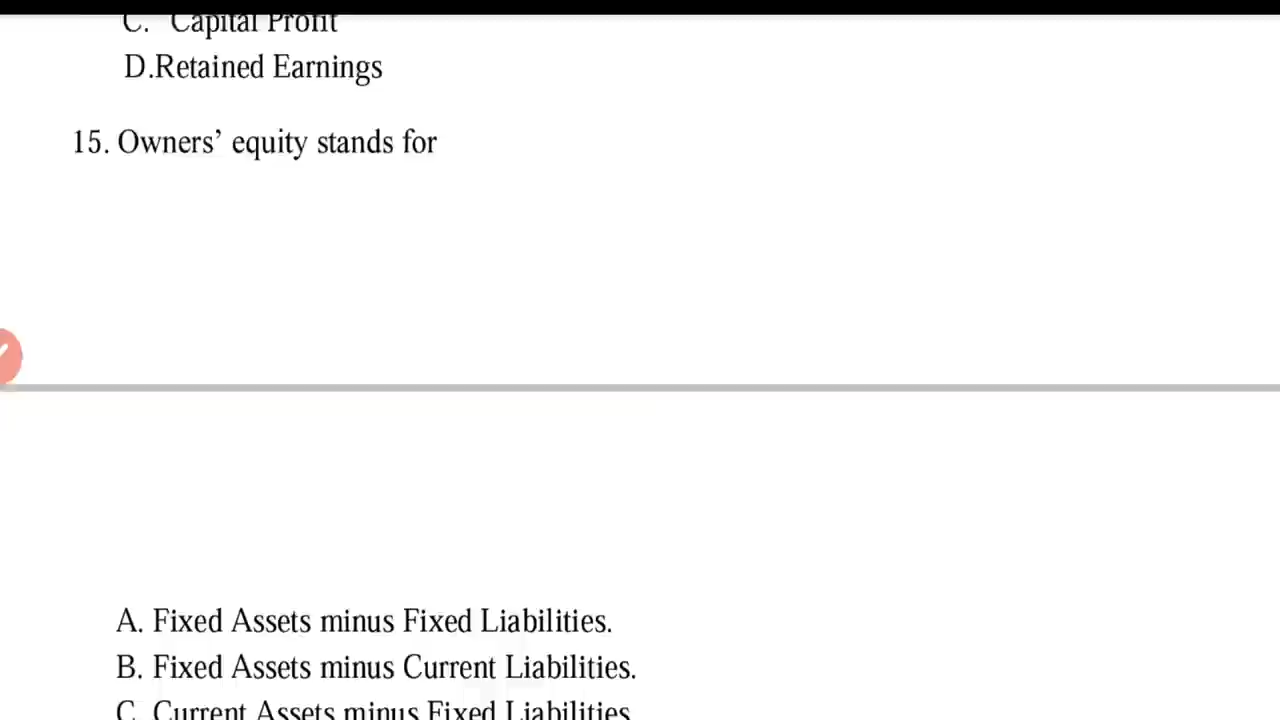 C. Capital Profit
D.Retained Earnings
15. Owners’ equity stands for
A. Fixed Assets minus Fixed Liabilities.
B. Fixed Assets minus Current Liabilities.
C. Current Assets minus Fixed Liabilities